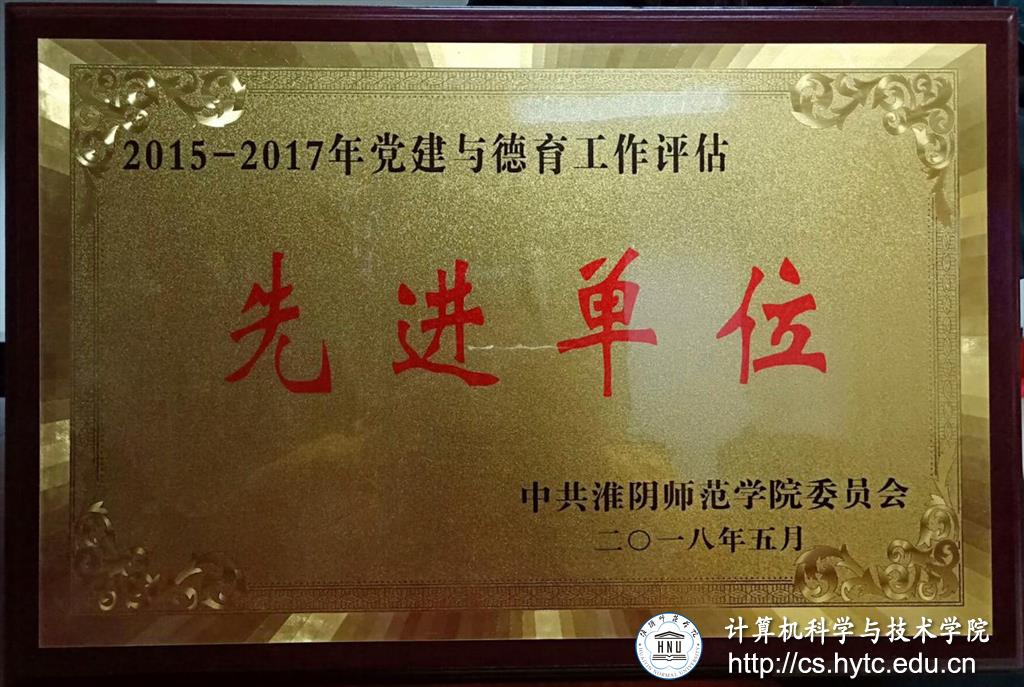 2015-2017年党建与德育工作评估
先进单位
中共淮阴师范学院委员会
二〇一八年五月
HNU
计算机科学与技术学院
http://cs.hytc.edu.cn